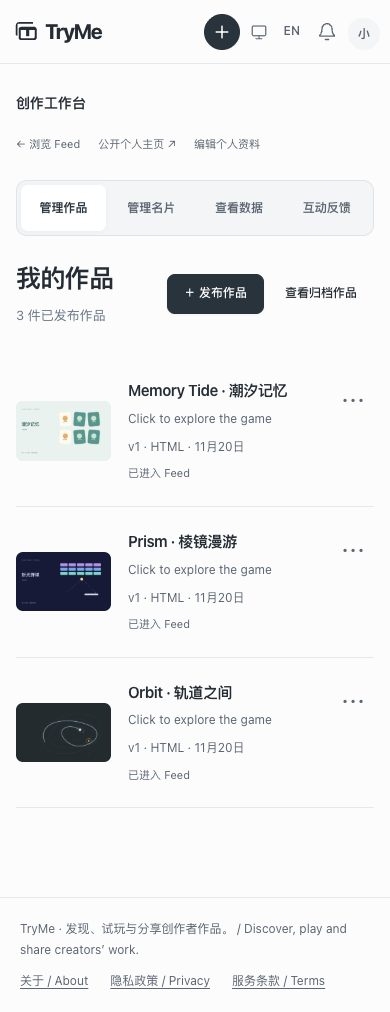 TryMe
EN
小
创作工作台
← 浏览 Feed 公开个人主页 ↗ 编辑个人资料
管理作品 管理名片 查看数据 互动反馈
我的作品
3 件已发布作品
+ 发布作品 查看归档作品
Memory Tide · 潮汐记忆
Click to explore the game
v1 · HTML · 11月20日
已进入 Feed
潮汐记忆
Prism · 棱镜漫游
Click to explore the game
v1 · HTML · 11月20日
已进入 Feed
Orbit · 轨道之间
Click to explore the game
v1 · HTML · 11月20日
已进入 Feed
TryMe · 发现、试玩与分享创作者作品。 / Discover, play and
share creators’ work.
关于 / About 隐私政策 / Privacy 服务条款 / Terms